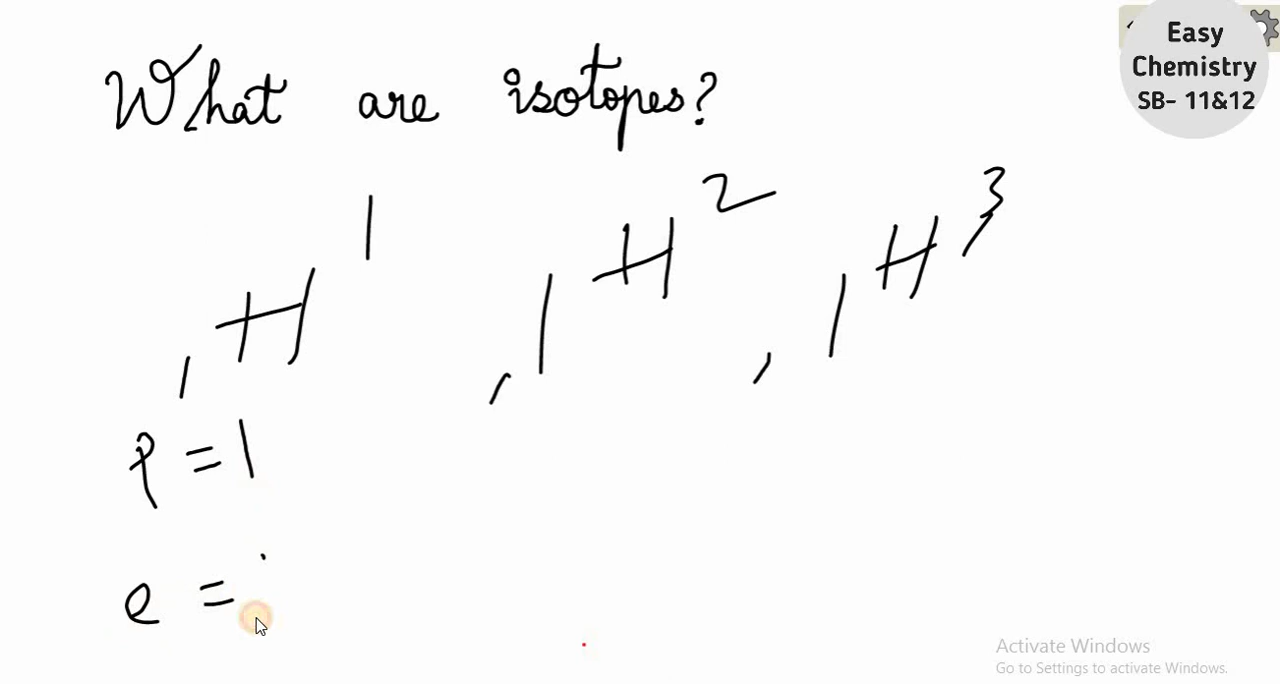 Easy
Chemistry
SB- 11&12
What are isotopes?
₁H¹ , ₁H² , ₁H³
P = 1
e =
Activate Windows
Go to Settings to activate Windows.